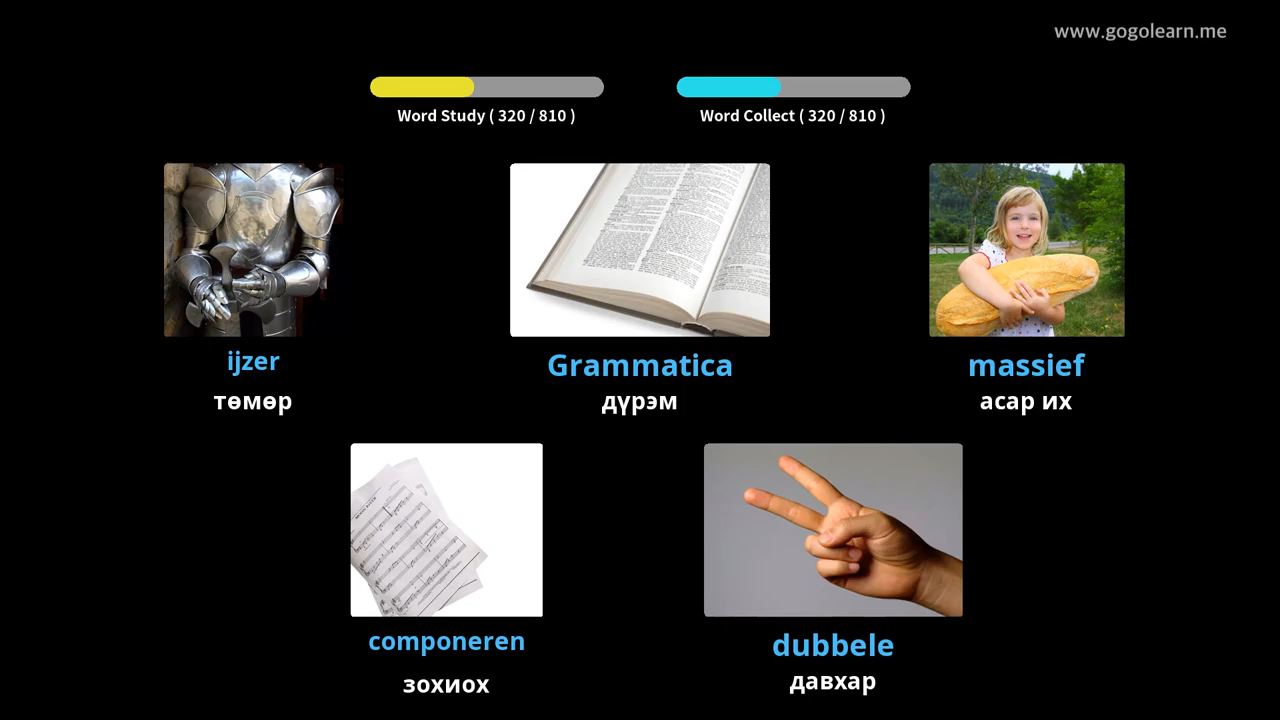 www.gogolearn.me
Word Study ( 320 / 810 )
Word Collect ( 320 / 810 )
ijzer
төмөр
Grammatica
дүрэм
massief
асар их
componeren
зохиох
dubbele
давхар